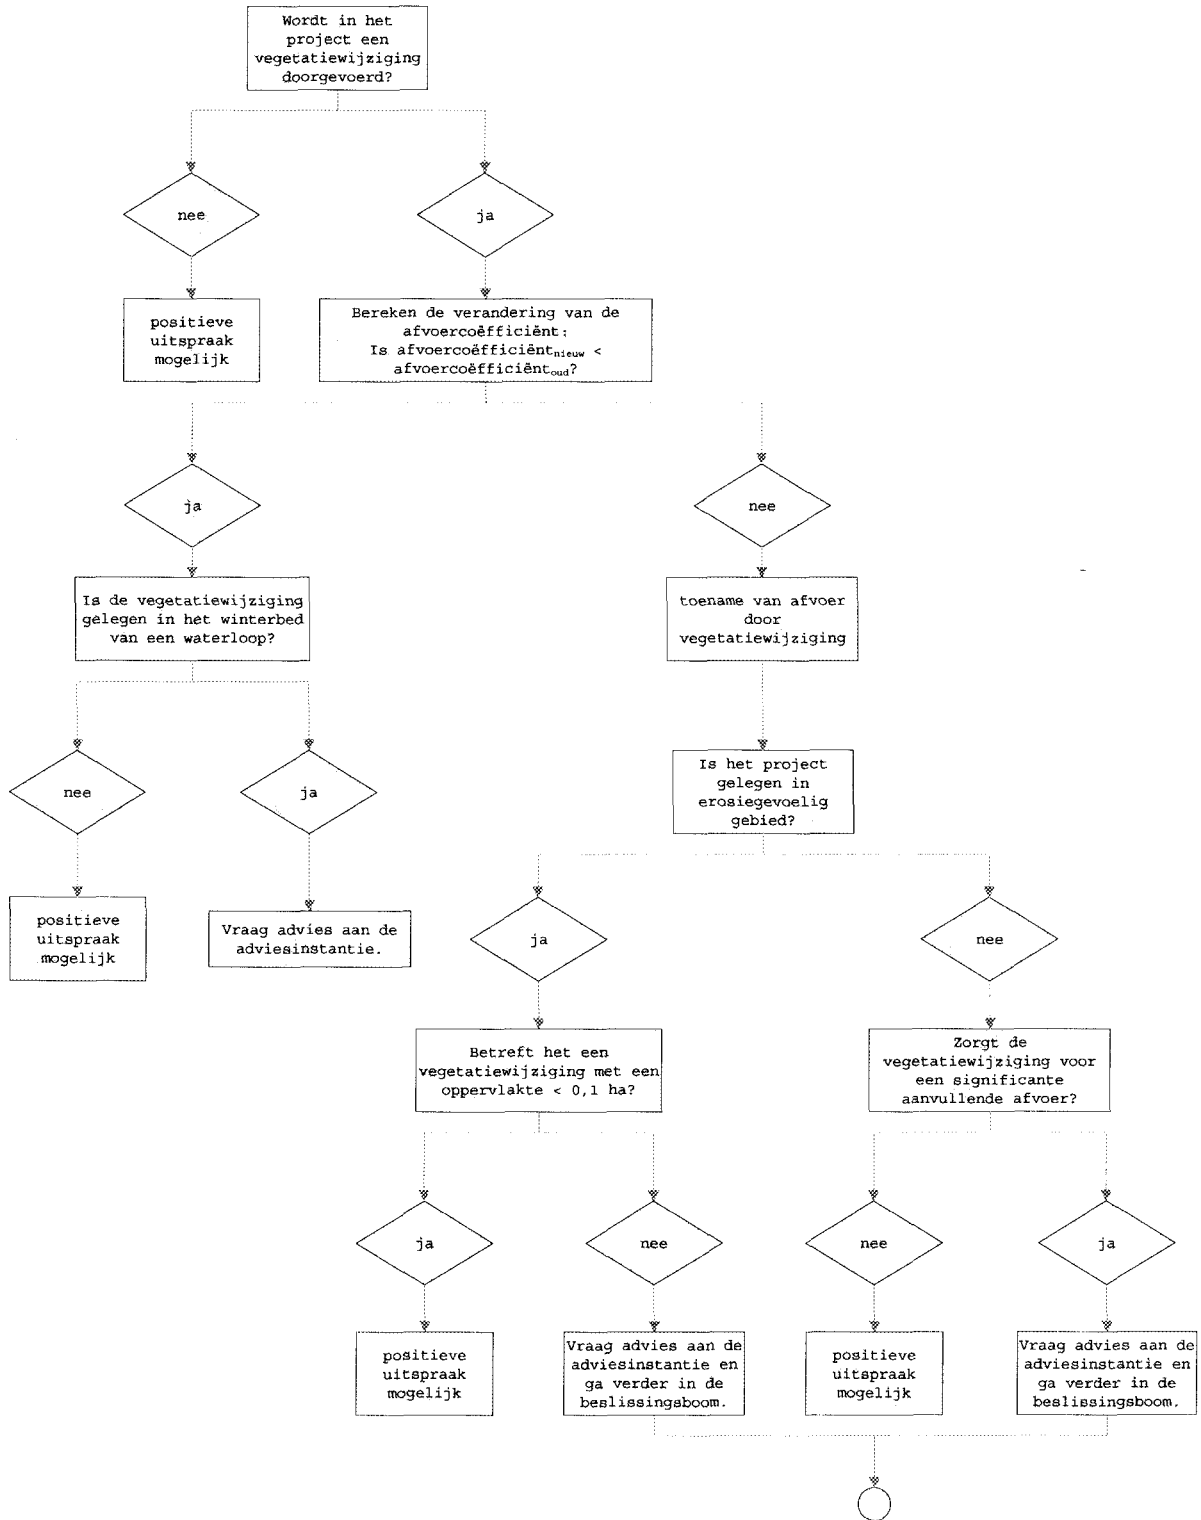 Wordt in het
project een
vegetatiewijziging
doorgevoerd?
nee
ja
positieve
uitspraak
mogelijk
Bereken de verandering van de
afvoercoëfficiënt:
Is afvoercoëfficiënt nieuw <
afvoercoëfficiënt oud?
ja
nee
Is de vegetatiewijziging
gelegen in het winterbed
van een waterloop?
toename van afvoer
door
vegetatiewijziging
nee
ja
Is het project
gelegen in
erosiegevoelig
gebied?
positieve
uitspraak
mogelijk
Vraag advies aan de
adviesinstantie.
ja
nee
Betreft het een
vegetatiewijziging met een
oppervlakte < 0,1 ha?
Zorgt de
vegetatiewijziging voor
een significante
aanvullende afvoer?
ja
nee
nee
ja
positieve
uitspraak
mogelijk
Vraag advies aan de
adviesinstantie en
ga verder in de
beslissingsboom.
positieve
uitspraak
mogelijk
Vraag advies aan de
adviesinstantie en
ga verder in de
beslissingsboom.